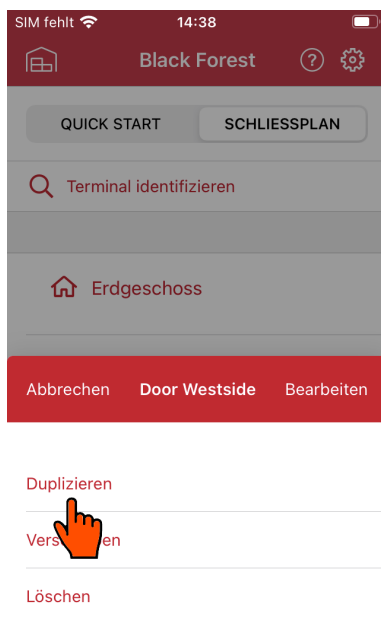 SIM fehlt 14:38
Black Forest
QUICK START SCHLIESSPLAN
Terminal identifizieren
Erdgeschoss
Abbrechen Door Westside Bearbeiten
Duplizieren
Löschen